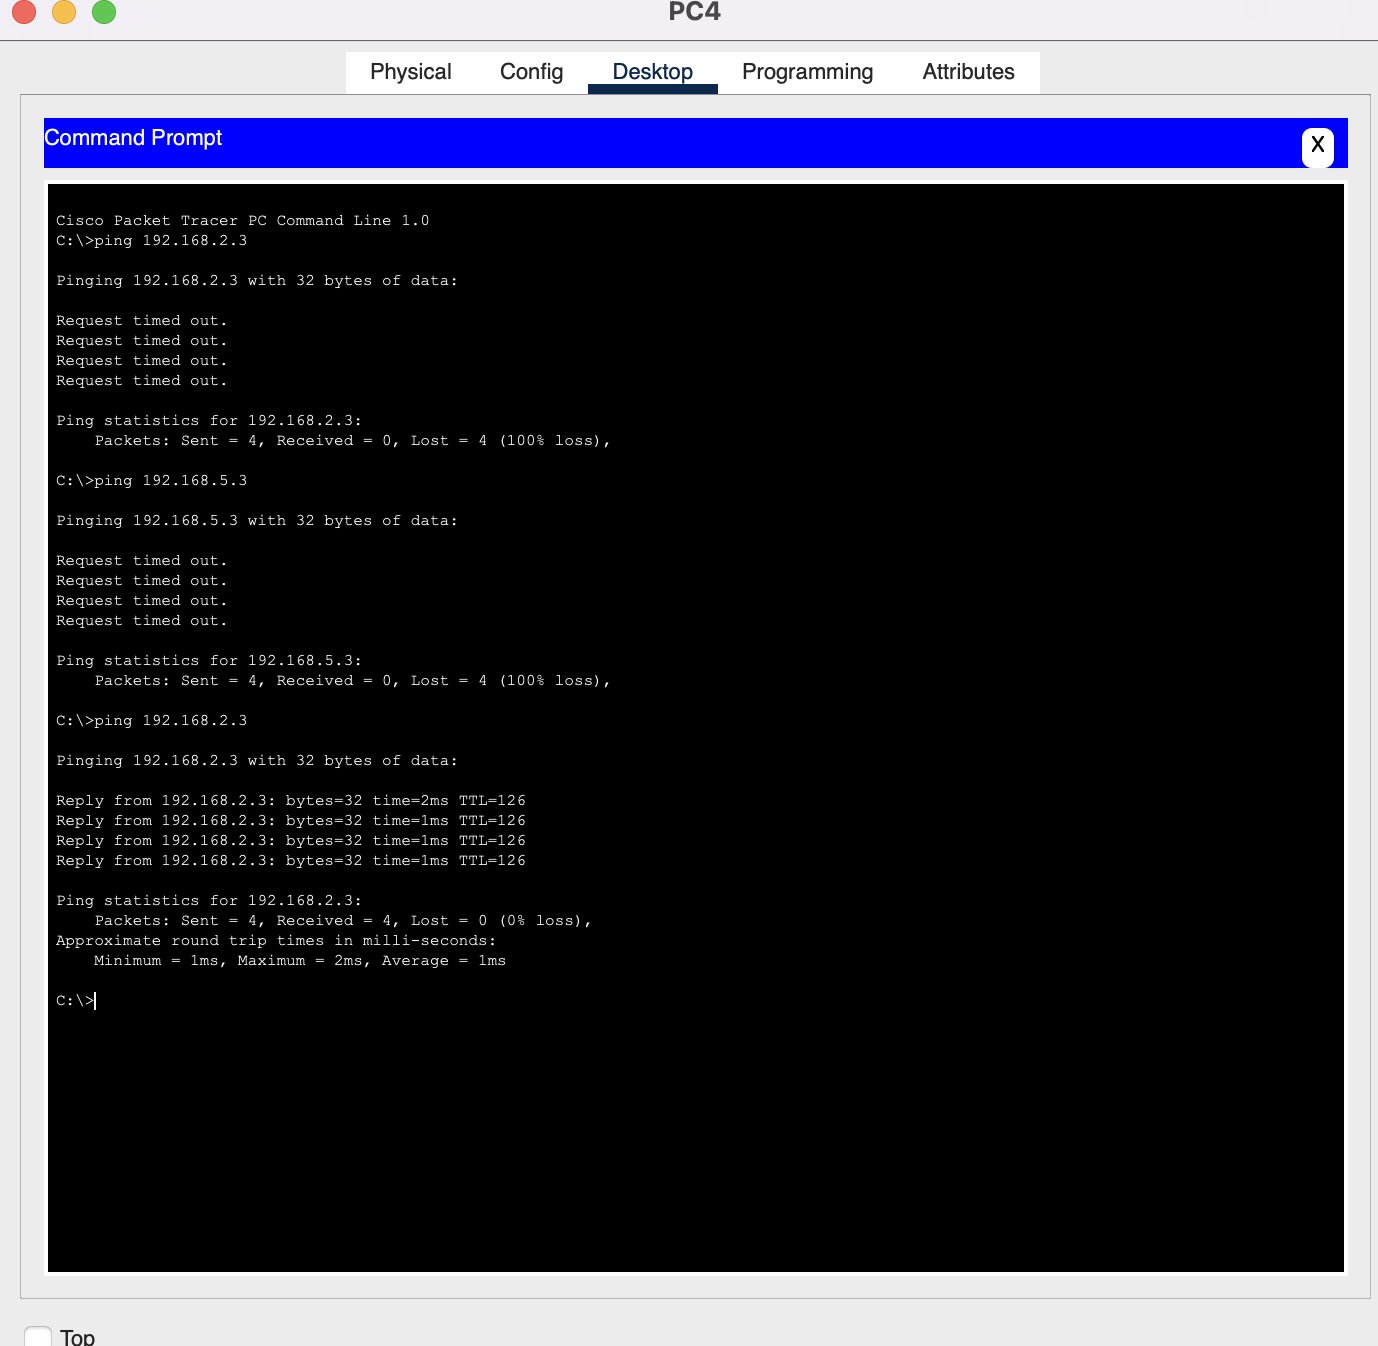 PC4
Physical Config Desktop Programming Attributes
Command Prompt
X
Cisco Packet Tracer PC Command Line 1.0
C:\>ping 192.168.2.3
Pinging 192.168.2.3 with 32 bytes of data:
Request timed out.
Request timed out.
Request timed out.
Request timed out.
Ping statistics for 192.168.2.3:
Packets: Sent = 4, Received = 0, Lost = 4 (100% loss),
C:\>ping 192.168.5.3
Pinging 192.168.5.3 with 32 bytes of data:
Request timed out.
Request timed out.
Request timed out.
Request timed out.
Ping statistics for 192.168.5.3:
Packets: Sent = 4, Received = 0, Lost = 4 (100% loss),
C:\>ping 192.168.2.3
Pinging 192.168.2.3 with 32 bytes of data:
Reply from 192.168.2.3: bytes=32 time=2ms TTL=126
Reply from 192.168.2.3: bytes=32 time=1ms TTL=126
Reply from 192.168.2.3: bytes=32 time=1ms TTL=126
Reply from 192.168.2.3: bytes=32 time=1ms TTL=126
Ping statistics for 192.168.2.3:
Packets: Sent = 4, Received = 4, Lost = 0 (0% loss),
Approximate round trip times in milli-seconds:
Minimum = 1ms, Maximum = 2ms, Average = 1ms
C:\>
Top